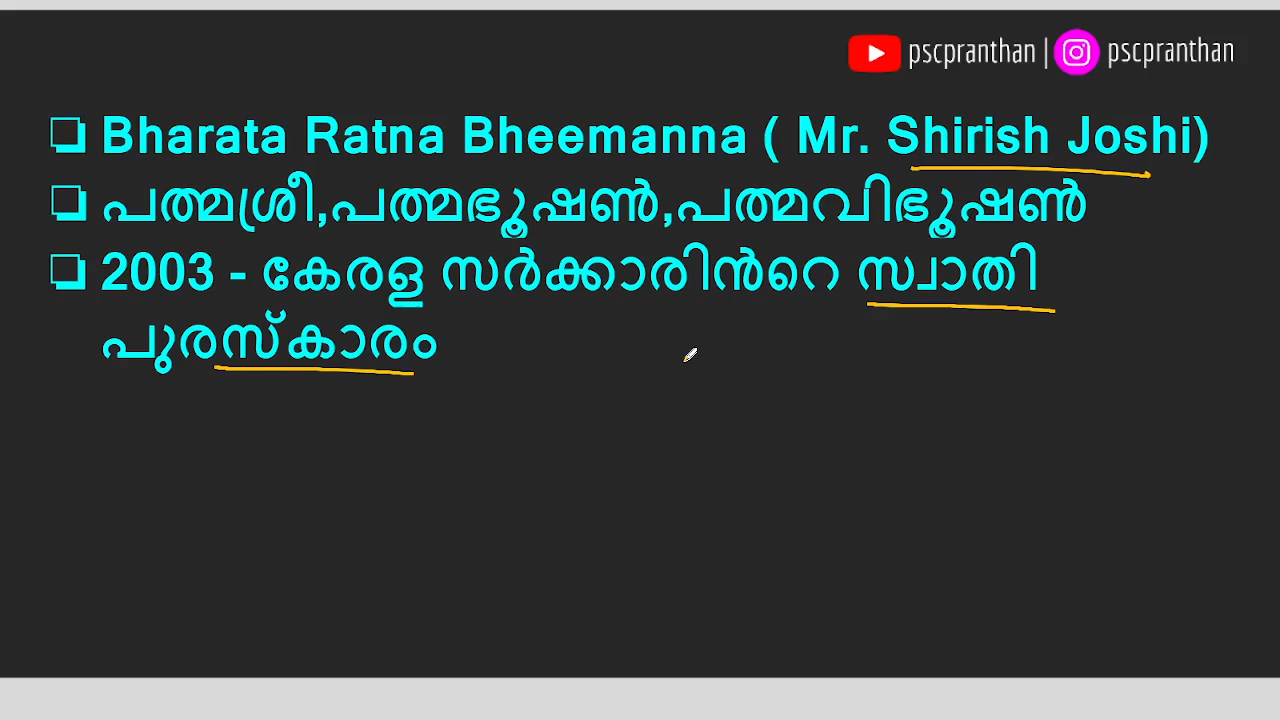 pscpranthan | pscpranthan
❏ Bharata Ratna Bheemanna ( Mr. Shirish Joshi)
❏ പത്മശ്രീ,പത്മഭൂഷൺ,പത്മവിഭൂഷൺ
❏ 2003 - കേരള സർക്കാരിൻറെ സ്വാതി
പുരസ്കാരം